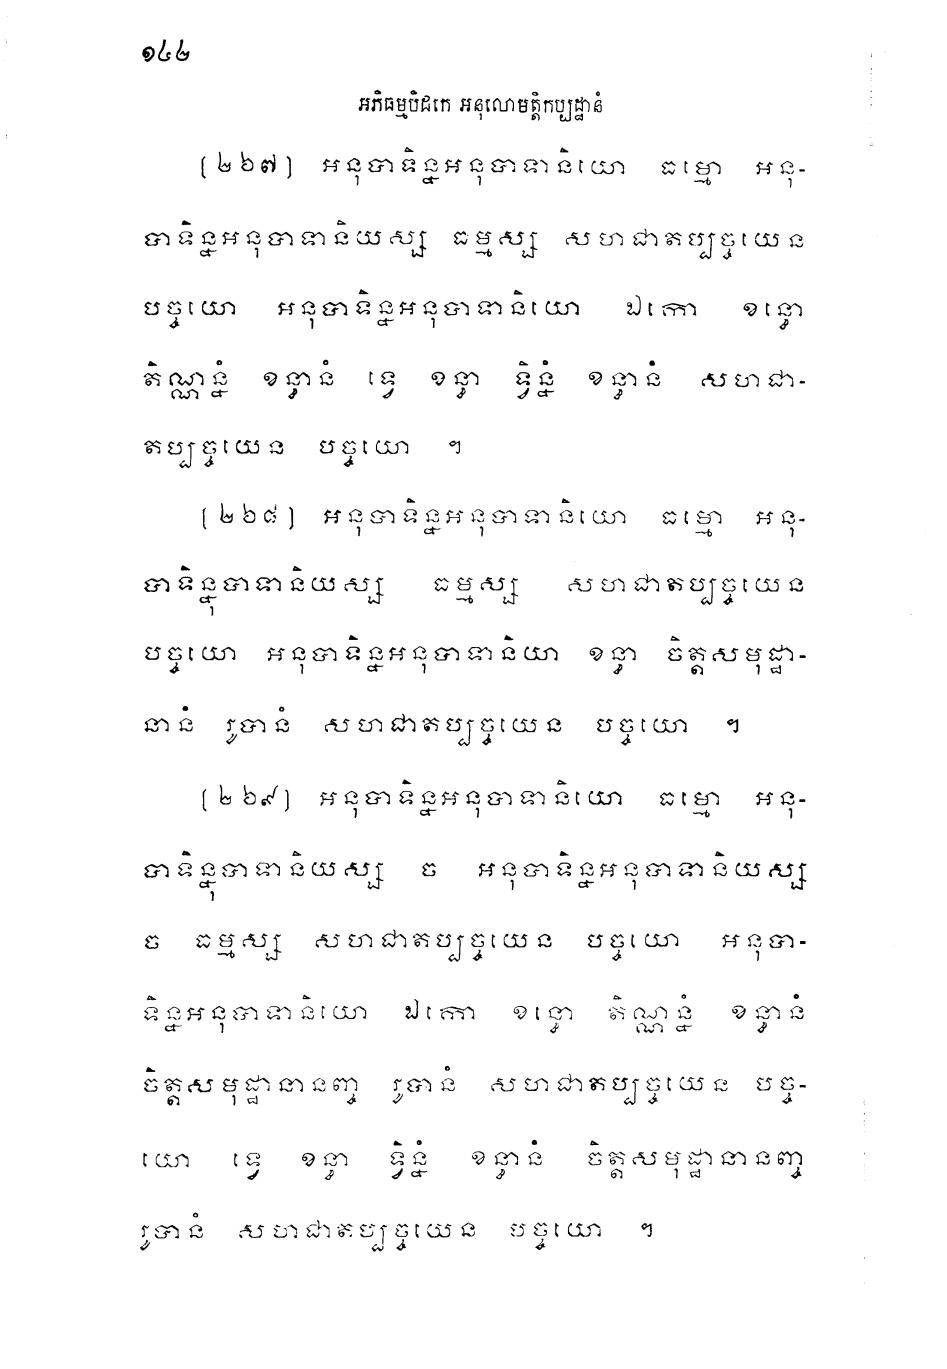 ១៤២
អភិធម្មបិដកេ អនុលោមត្តិកប្បដ្ឋានំ
[២៦៧] អនុបាទិន្នអនុបាទានិយោ ធម្មោ អនុ-
បាទិន្នអនុបាទានិយស្ស ធម្មស្ស សហជាតប្បច្ចយេន
បច្ចយោ អនុបាទិន្នអនុបាទានិយោ ឯកោ ខន្ធោ
តិណ្ណន្នំ ខន្ធានំ ទ្វេ ខន្ធា ទ្វិន្នំ ខន្ធានំ សហជា-
តប្បច្ចយេន បច្ចយោ ។
[២៦៨] អនុបាទិន្នអនុបាទានិយោ ធម្មោ អនុ-
បាទិន្នុបាទានិយស្ស ធម្មស្ស សហជាតប្បច្ចយេន
បច្ចយោ អនុបាទិន្នអនុបាទានិយា ខន្ធា ចិត្តសមុដ្ឋា-
នានំ រូបានំ សហជាតប្បច្ចយេន បច្ចយោ ។
[២៦៩] អនុបាទិន្នអនុបាទានិយោ ធម្មោ អនុ-
បាទិន្នុបាទានិយស្ស ច អនុបាទិន្នអនុបាទានិយស្ស
ច ធម្មស្ស សហជាតប្បច្ចយេន បច្ចយោ អនុបា-
ទិន្នអនុបាទានិយោ ឯកោ ខន្ធោ តិណ្ណន្នំ ខន្ធានំ
ចិត្តសមុដ្ឋានានញ្ច រូបានំ សហជាតប្បច្ចយេន បច្ច-
យោ ទ្វេ ខន្ធា ទ្វិន្នំ ខន្ធានំ ចិត្តសមុដ្ឋានានញ្ច
រូបានំ សហជាតប្បច្ចយេន បច្ចយោ ។